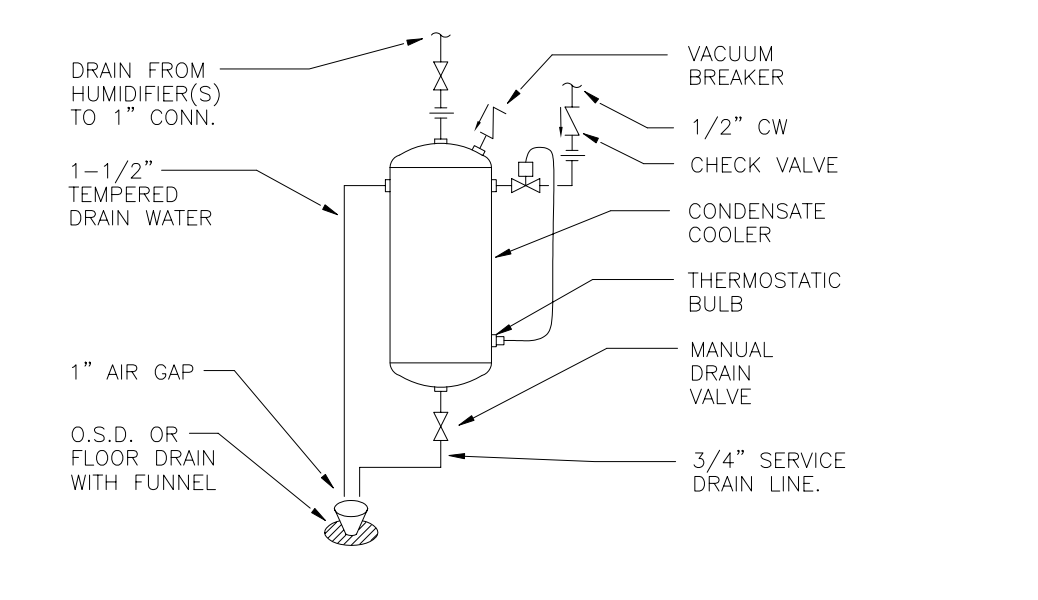 DRAIN FROM
HUMIDIFIER(S)
TO 1” CONN.
1-1/2”
TEMPERED
DRAIN WATER
1” AIR GAP
O.S.D. OR
FLOOR DRAIN
WITH FUNNEL
VACUUM
BREAKER
1/2” CW
CHECK VALVE
CONDENSATE
COOLER
THERMOSTATIC
BULB
MANUAL
DRAIN
VALVE
3/4” SERVICE
DRAIN LINE.